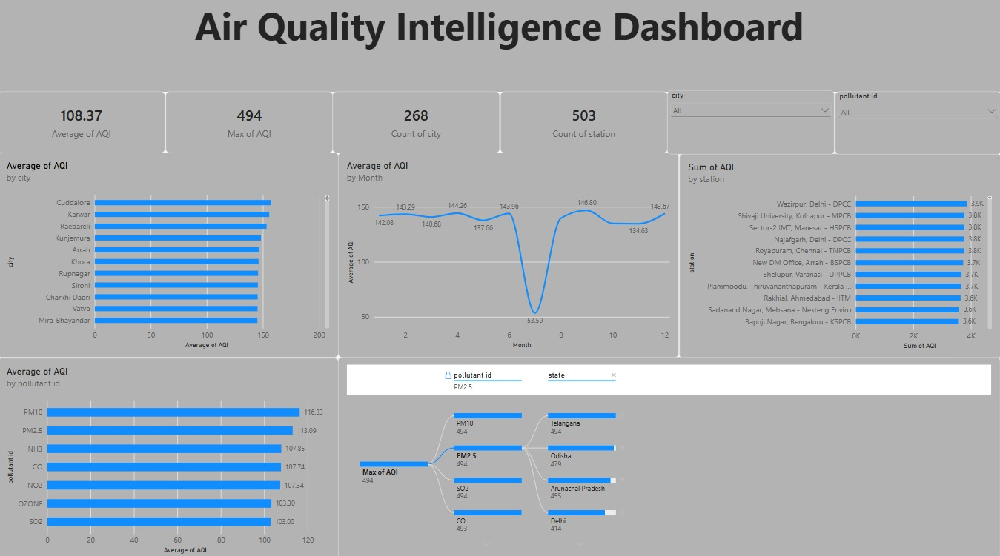 Air Quality Intelligence Dashboard
108.37
Average of AQI
494
Max of AQI
268
Count of city
503
Count of station
city
All
pollutant id
All
Average of AQI
by city
city
Cuddalore
Karwar
Raebareli
Kunjemura
Arrah
Khora
Rupnagar
Sirohi
Charkhi Dadri
Vatva
Mira-Bhayandar
0 50 100 150 200
Average of AQI
Average of AQI
by Month
Average of AQI
150
100
50
142.08
143.29
140.68
144.26
137.66
143.96
53.59
146.80
134.63
143.67
2 4 6 8 10 12
Month
Sum of AQI
by station
station
Wazirpur, Delhi - DPCC 3.9K
Shivaji University, Kolhapur - MPCB 3.8K
Sector-2 IMT, Manesar - HSPCB 3.8K
Najafgarh, Delhi - DPCC 3.8K
Royapuram, Chennai - TNPCB 3.8K
New DM Office, Arrah - BSPCB 3.7K
Bhelupur, Varanasi - UPPCB 3.7K
Plammoodu, Thiruvananthapuram - Kerala ... 3.7K
Rakhial, Ahmedabad - IITM 3.6K
Sadanand Nagar, Mehsana - Nexteng Enviro 3.6K
Bapuji Nagar, Bengaluru - KSPCB 3.6K
0K 2K 4K
Sum of AQI
Average of AQI
by pollutant id
pollutant id
PM10 116.33
PM2.5 113.09
NH3 107.85
CO 107.74
NO2 107.34
OZONE 103.30
SO2 103.00
0 20 40 60 80 100 120
Average of AQI
pollutant id
PM2.5
state
Max of AQI
494
PM10
494
PM2.5
494
SO2
494
CO
493
Telangana
494
Odisha
479
Arunachal Pradesh
455
Delhi
414